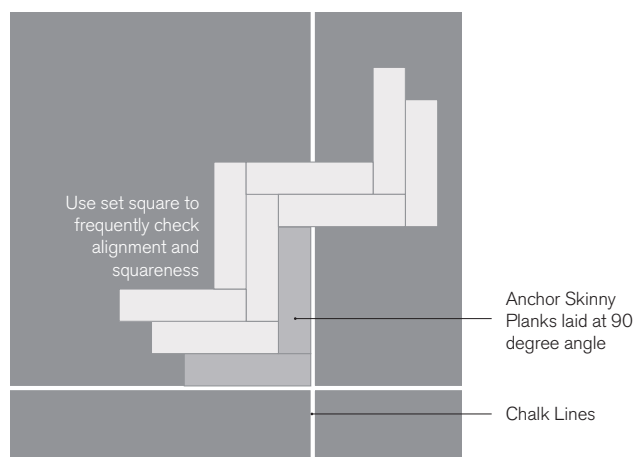 Use set square to
frequently check
alignment and
squareness
Anchor Skinny
Planks laid at 90
degree angle
Chalk Lines